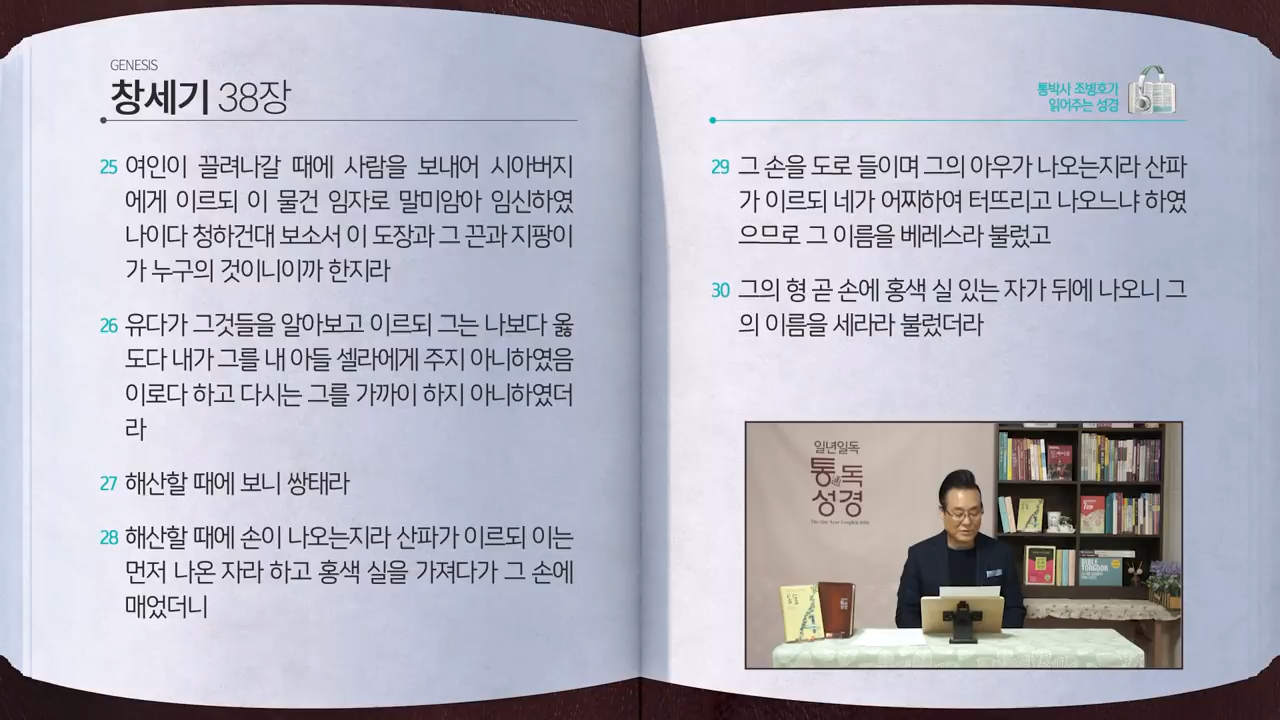 GENESIS
창세기 38장
25 여인이 끌려나갈 때에 사람을 보내어 시아버지
에게 이르되 이 물건 임자로 말미암아 임신하였
나이다 청하건대 보소서 이 도장과 그 끈과 지팡이
가 누구의 것이니이까 한지라
26 유다가 그것들을 알아보고 이르되 그는 나보다 옳
도다 내가 그를 내 아들 셀라에게 주지 아니하였음
이로다 하고 다시는 그를 가까이 하지 아니하였더
라
27 해산할 때에 보니 쌍태라
28 해산할 때에 손이 나오는지라 산파가 이르되 이는
먼저 나온 자라 하고 홍색 실을 가져다가 그 손에
매었더니
통박사 조병호가
읽어주는 성경
29 그 손을 도로 들이며 그의 아우가 나오는지라 산파
가 이르되 네가 어찌하여 터뜨리고 나오느냐 하였
으므로 그 이름을 베레스라 불렀고
30 그의 형 곧 손에 홍색 실 있는 자가 뒤에 나오니 그
의 이름을 세라라 불렀더라
일년일독
통독
성경
The One Year Tongdok Bible
BIBLE
TONGDOK